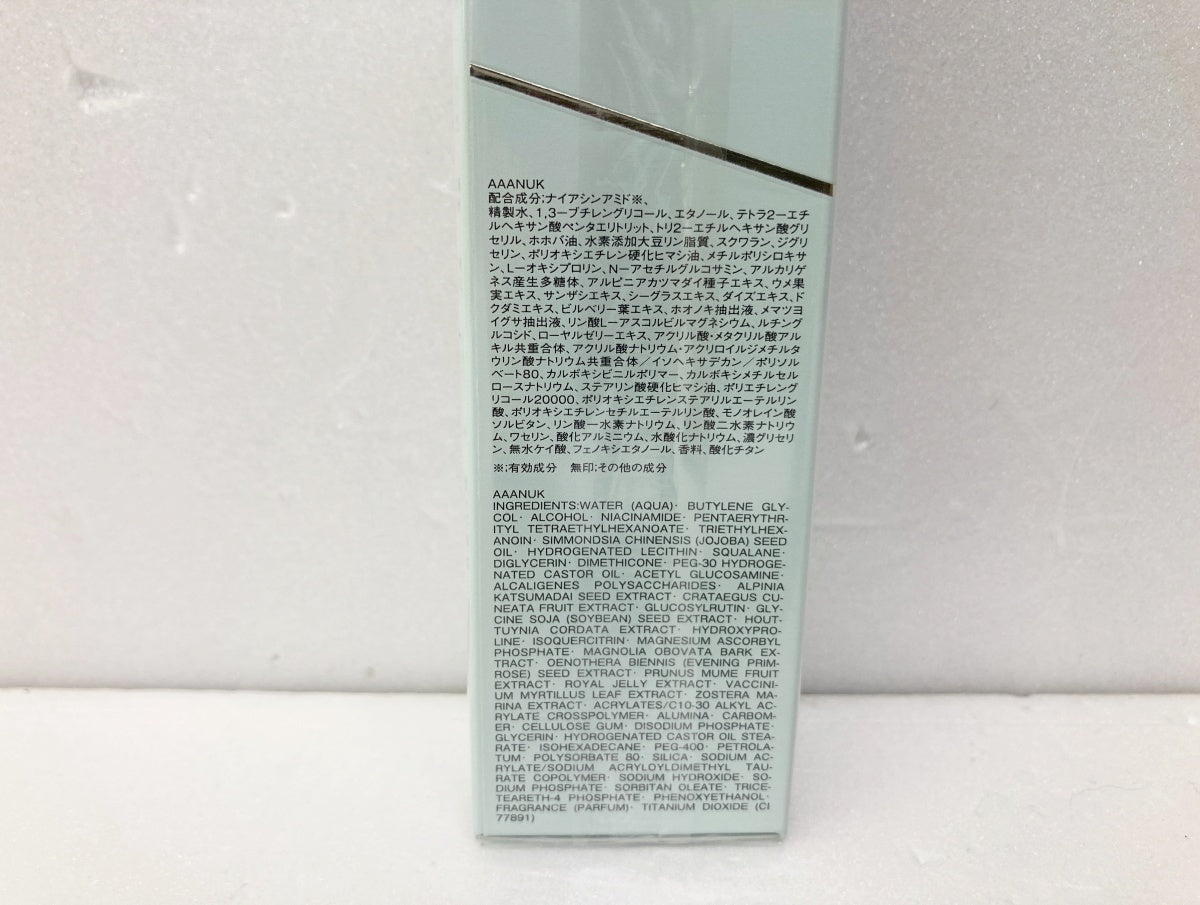 AAANUK
配合成分;ナイアシンアミド※、
精製水、1,3ーブチレングリコール、エタノール、テトラ2ーエチ
ルヘキサン酸ペンタエリトリット、トリ2ーエチルヘキサン酸グリ
セリル、ホホバ油、水素添加大豆リン脂質、スクワラン、ジグリ
セリン、ポリオキシエチレン硬化ヒマシ油、メチルポリシロキサ
ン、Lーオキシプロリン、Nーアセチルグルコサミン、アルカリゲ
ネス産生多糖体、アルピニアカツマダイ種子エキス、ウメ果
実エキス、サンザシエキス、シーグラスエキス、ダイズエキス、ド
クダミエキス、ビルベリー葉エキス、ホオノキ抽出液、メマツヨ
イグサ抽出液、リン酸Lーアスコルビルマグネシウム、ルチング
ルコシド、ローヤルゼリーエキス、アクリル酸・メタクリル酸アル
キル共重合体、アクリル酸ナトリウム・アクリロイルジメチルタ
ウリン酸ナトリウム共重合体/イソヘキサデカン/ポリソル
ベート80、カルボキシビニルポリマー、カルボキシメチルセル
ロースナトリウム、ステアリン酸硬化ヒマシ油、ポリエチレング
リコール20000、ポリオキシエチレンステアリルエーテルリン
酸、ポリオキシエチレンセチルエーテルリン酸、モノオレイン酸
ソルビタン、リン酸一水素ナトリウム、リン酸二水素ナトリウ
ム、ワセリン、酸化アルミニウム、水酸化ナトリウム、濃グリセリ
ン、無水ケイ酸、フェノキシエタノール、香料、酸化チタン
※;有効成分　無印;その他の成分
AAANUK
INGREDIENTS:WATER (AQUA)· BUTYLENE GLY-
COL· ALCOHOL· NIACINAMIDE· PENTAERYTHR-
ITYL TETRAETHYLHEXANOATE· TRIETHYLHEX-
ANOIN· SIMMONDSIA CHINENSIS (JOJOBA) SEED
OIL· HYDROGENATED LECITHIN· SQUALANE·
DIGLYCERIN· DIMETHICONE· PEG-30 HYDROGE-
NATED CASTOR OIL· ACETYL GLUCOSAMINE·
ALCALIGENES POLYSACCHARIDES· ALPINIA
KATSUMADAI SEED EXTRACT· CRATAEGUS CU-
NEATA FRUIT EXTRACT· GLUCOSYLRUTIN· GLY-
CINE SOJA (SOYBEAN) SEED EXTRACT· HOUT-
TUYNIA CORDATA EXTRACT· HYDROXYPRO-
LINE· ISOQUERCITRIN· MAGNESIUM ASCORBYL
PHOSPHATE· MAGNOLIA OBOVATA BARK EX-
TRACT· OENOTHERA BIENNIS (EVENING PRIM-
ROSE) SEED EXTRACT· PRUNUS MUME FRUIT
EXTRACT· ROYAL JELLY EXTRACT· VACCINI-
UM MYRTILLUS LEAF EXTRACT· ZOSTERA MA-
RINA EXTRACT· ACRYLATES/C10-30 ALKYL AC-
RYLATE CROSSPOLYMER· ALUMINA· CARBOM-
ER· CELLULOSE GUM· DISODIUM PHOSPHATE·
GLYCERIN· HYDROGENATED CASTOR OIL STEA-
RATE· ISOHEXADECANE· PEG-400· PETROLA-
TUM· POLYSORBATE 80· SILICA· SODIUM AC-
RYLATE/SODIUM ACRYLOYLDIMETHYL TAU-
RATE COPOLYMER· SODIUM HYDROXIDE· SO-
DIUM PHOSPHATE· SORBITAN OLEATE· TRICE-
TEARETH-4 PHOSPHATE· PHENOXYETHANOL·
FRAGRANCE (PARFUM)· TITANIUM DIOXIDE (CI
77891)